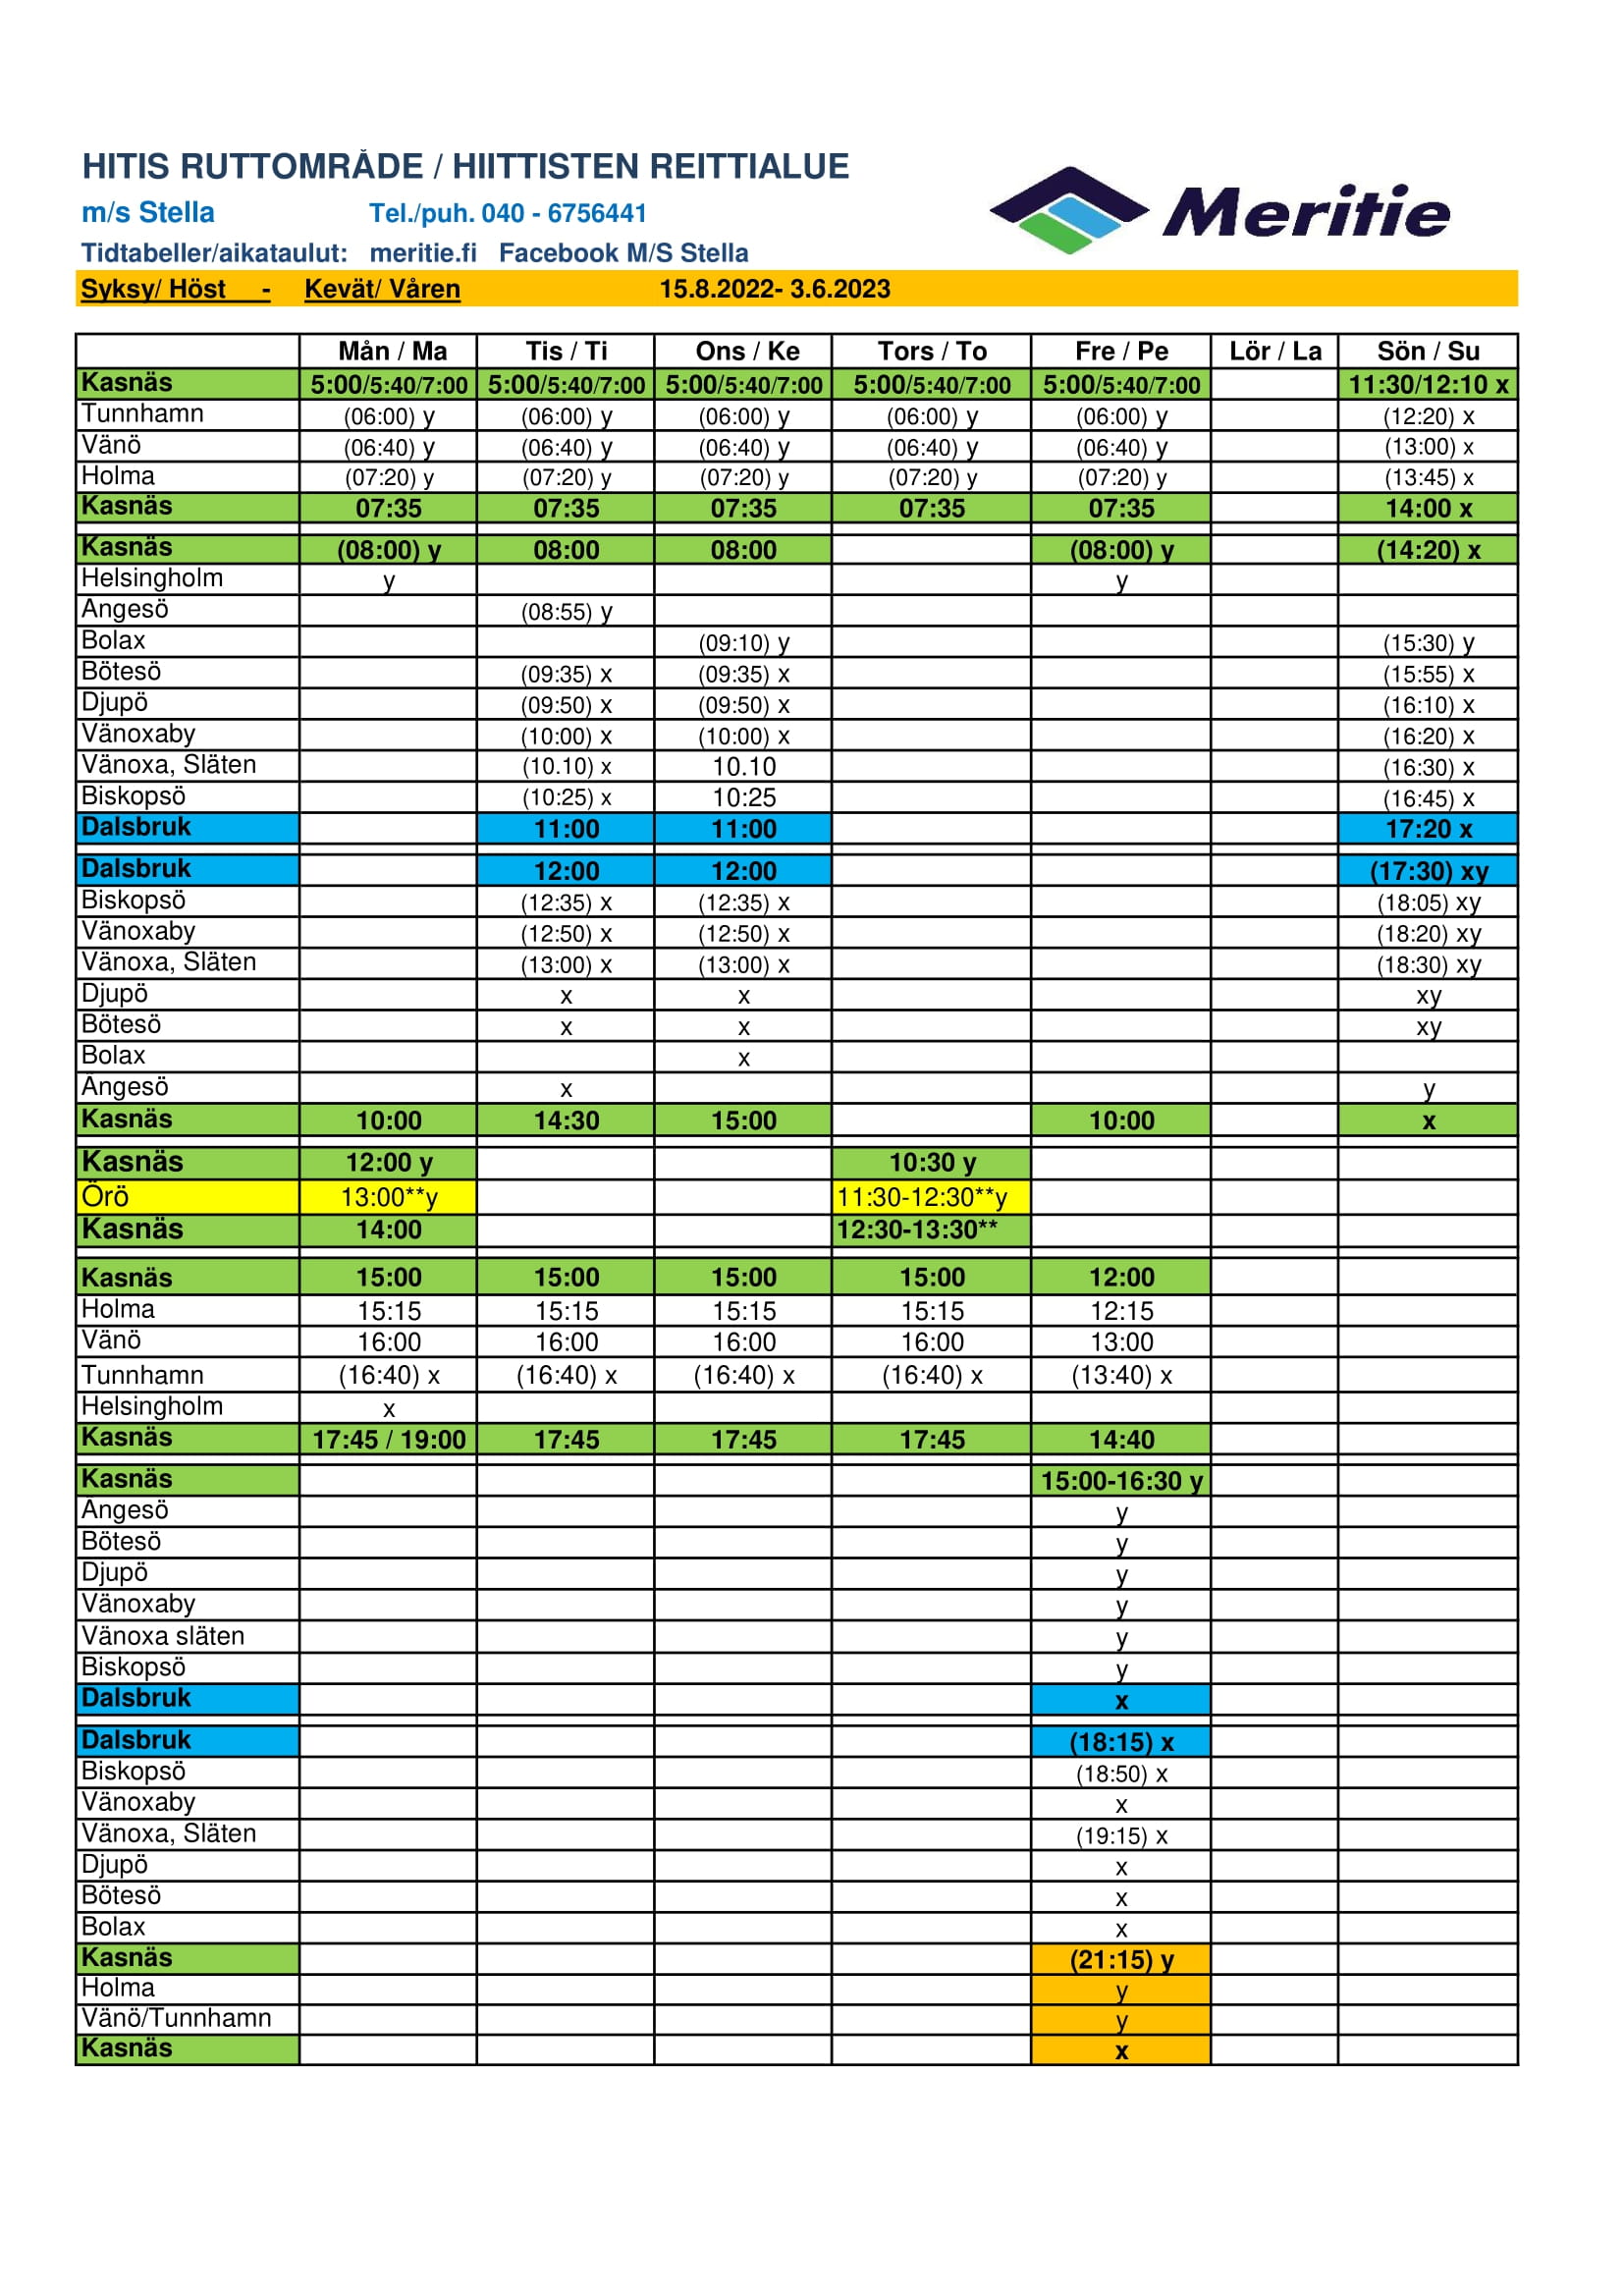 HITIS RUTTOMRÅDE / HIITTISTEN REITTIALUE
m/s Stella Tel./puh. 040 - 6756441
Meritie
Tidtabeller/aikataulut: meritie.fi Facebook M/S Stella
Syksy/ Höst - Kevät/ Våren 15.8.2022- 3.6.2023
Mån / Ma Tis / Ti Ons / Ke Tors / To Fre / Pe Lör / La Sön / Su
Kasnäs 5:00/5:40/7:00 5:00/5:40/7:00 5:00/5:40/7:00 5:00/5:40/7:00 5:00/5:40/7:00 11:30/12:10 x
Tunnhamn (06:00) y (06:00) y (06:00) y (06:00) y (06:00) y (12:20) x
Vänö (06:40) y (06:40) y (06:40) y (06:40) y (06:40) y (13:00) x
Holma (07:20) y (07:20) y (07:20) y (07:20) y (07:20) y (13:45) x
Kasnäs 07:35 07:35 07:35 07:35 07:35 14:00 x
Kasnäs (08:00) y 08:00 08:00 (08:00) y (14:20) x
Helsingholm y y
Ängesö (08:55) y
Bolax (09:10) y (15:30) y
Bötesö (09:35) x (09:35) x (15:55) x
Djupö (09:50) x (09:50) x (16:10) x
Vänoxaby (10:00) x (10:00) x (16:20) x
Vänoxa, Släten (10.10) x 10.10 (16:30) x
Biskopsö (10:25) x 10:25 (16:45) x
Dalsbruk 11:00 11:00 17:20 x
Dalsbruk 12:00 12:00 (17:30) xy
Biskopsö (12:35) x (12:35) x (18:05) xy
Vänoxaby (12:50) x (12:50) x (18:20) xy
Vänoxa, Släten (13:00) x (13:00) x (18:30) xy
Djupö x x xy
Bötesö x x xy
Bolax x
Ängesö x y
Kasnäs 10:00 14:30 15:00 10:00 x
Kasnäs 12:00 y 10:30 y
Örö 13:00**y 11:30-12:30**y
Kasnäs 14:00 12:30-13:30**
Kasnäs 15:00 15:00 15:00 15:00 12:00
Holma 15:15 15:15 15:15 15:15 12:15
Vänö 16:00 16:00 16:00 16:00 13:00
Tunnhamn (16:40) x (16:40) x (16:40) x (16:40) x (13:40) x
Helsingholm x
Kasnäs 17:45 / 19:00 17:45 17:45 17:45 14:40
Kasnäs 15:00-16:30 y
Ängesö y
Bötesö y
Djupö y
Vänoxaby y
Vänoxa släten y
Biskopsö y
Dalsbruk x
Dalsbruk (18:15) x
Biskopsö (18:50) x
Vänoxaby x
Vänoxa, Släten (19:15) x
Djupö x
Bötesö x
Bolax x
Kasnäs (21:15) y
Holma y
Vänö/Tunnhamn y
Kasnäs x